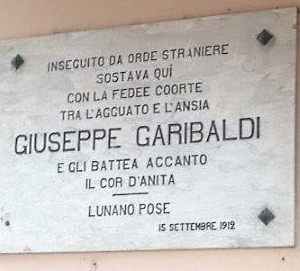 INSEGUITO DA ORDE STRANIERE
SOSTAVA QUÍ
CON LA FEDEE COORTE
TRA L'AGGUATO E L'ANSIA
GIUSEPPE GARIBALDI
E GLI BATTEA ACCANTO
IL COR D'ANITA
LUNANO POSE
15 SETTEMBRE 1912